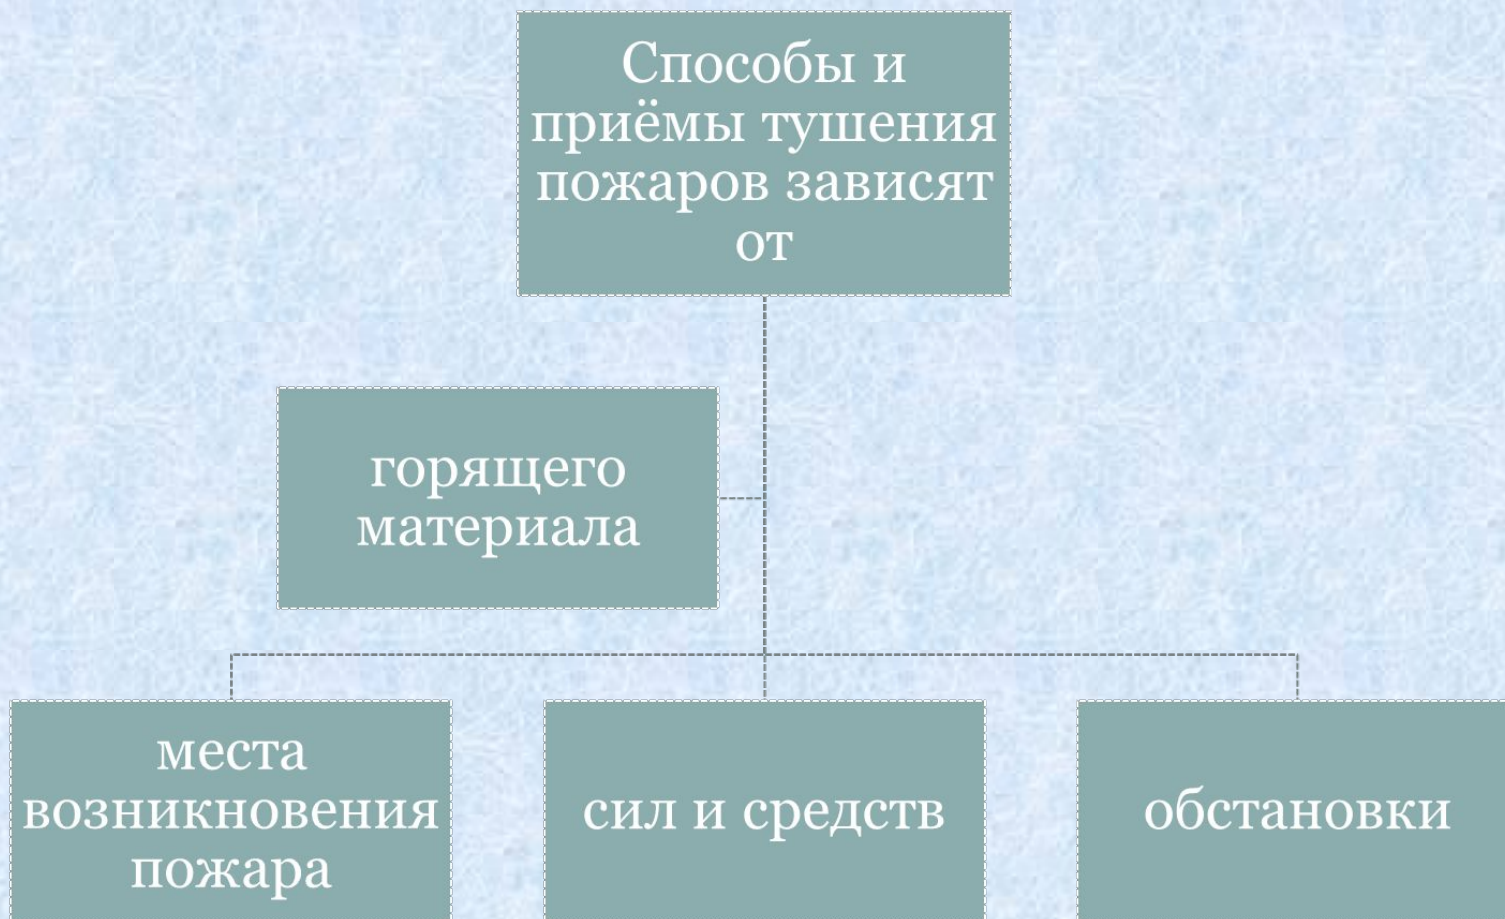 Способы и
приёмы тушения
пожаров зависят
от
горящего
материала
места
возникновения
пожара
сил и средств
обстановки